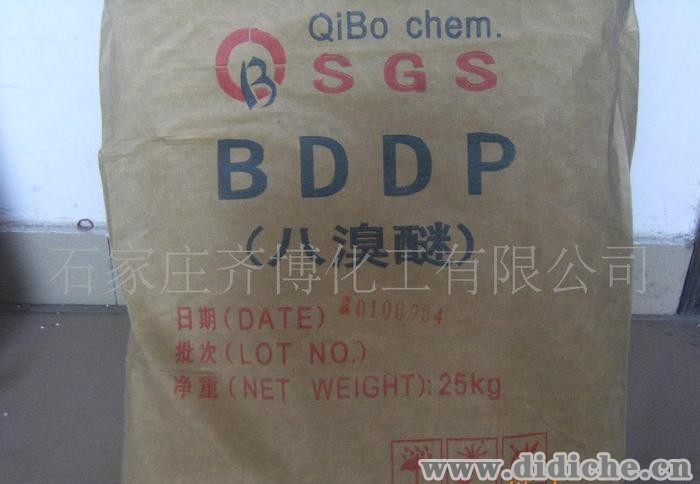 QiBo chem.
SGS
BDDP
(八溴醚)
石家庄齐博化工有限公司
日期(DATE) 20100904
批次(LOT NO.)
净重(NET WEIGHT): 25kg
www.didiche.cn